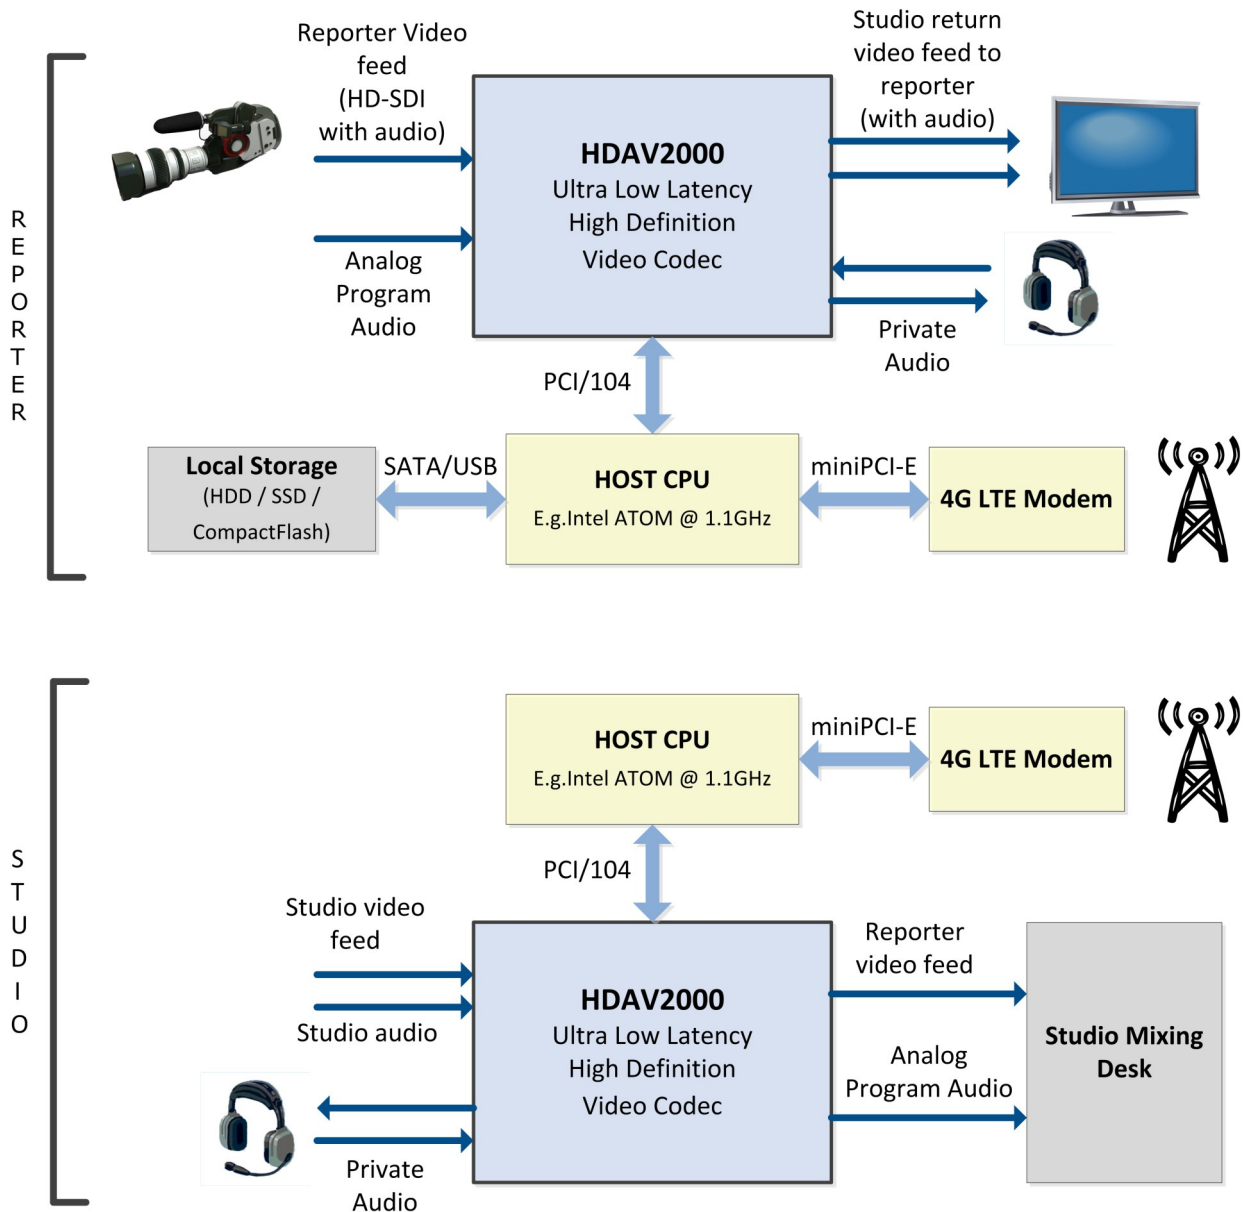 REPORTER
Reporter Video
feed
(HD-SDI
with audio)
Analog
Program
Audio
HDAV2000
Ultra Low Latency
High Definition
Video Codec
Studio return
video feed to
reporter
(with audio)
Private
Audio
PCI/104
Local Storage
(HDD / SSD /
CompactFlash)
SATA/USB
HOST CPU
E.g.Intel ATOM @ 1.1GHz
miniPCI-E
4G LTE Modem
STUDIO
HOST CPU
E.g.Intel ATOM @ 1.1GHz
miniPCI-E
4G LTE Modem
PCI/104
Studio video
feed
Studio audio
Private
Audio
HDAV2000
Ultra Low Latency
High Definition
Video Codec
Reporter
video feed
Analog
Program Audio
Studio Mixing
Desk